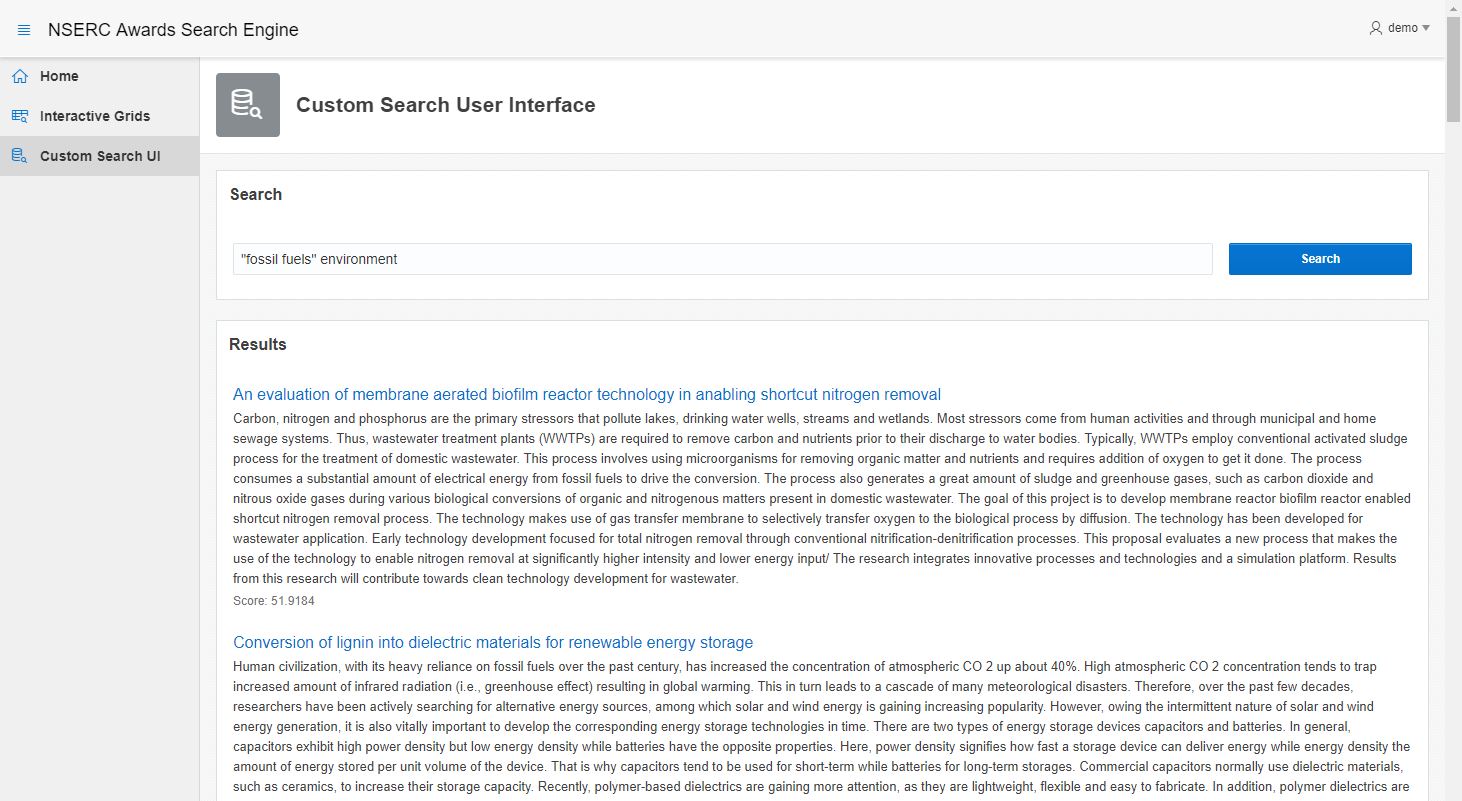 NSERC Awards Search Engine
demo
Home
Interactive Grids
Custom Search UI
Custom Search User Interface
Search
"fossil fuels" environment
Search
Results
An evaluation of membrane aerated biofilm reactor technology in anabling shortcut nitrogen removal
Carbon, nitrogen and phosphorus are the primary stressors that pollute lakes, drinking water wells, streams and wetlands. Most stressors come from human activities and through municipal and home
sewage systems. Thus, wastewater treatment plants (WWTPs) are required to remove carbon and nutrients prior to their discharge to water bodies. Typically, WWTPs employ conventional activated sludge
process for the treatment of domestic wastewater. This process involves using microorganisms for removing organic matter and nutrients and requires addition of oxygen to get it done. The process
consumes a substantial amount of electrical energy from fossil fuels to drive the conversion. The process also generates a great amount of sludge and greenhouse gases, such as carbon dioxide and
nitrous oxide gases during various biological conversions of organic and nitrogenous matters present in domestic wastewater. The goal of this project is to develop membrane reactor biofilm reactor enabled
shortcut nitrogen removal process. The technology makes use of gas transfer membrane to selectively transfer oxygen to the biological process by diffusion. The technology has been developed for
wastewater application. Early technology development focused for total nitrogen removal through conventional nitrification-denitrification processes. This proposal evaluates a new process that makes the
use of the technology to enable nitrogen removal at significantly higher intensity and lower energy input/ The research integrates innovative processes and technologies and a simulation platform. Results
from this research will contribute towards clean technology development for wastewater.
Score: 51.9184
Conversion of lignin into dielectric materials for renewable energy storage
Human civilization, with its heavy reliance on fossil fuels over the past century, has increased the concentration of atmospheric CO 2 up about 40%. High atmospheric CO 2 concentration tends to trap
increased amount of infrared radiation (i.e., greenhouse effect) resulting in global warming. This in turn leads to a cascade of many meteorological disasters. Therefore, over the past few decades,
researchers have been actively searching for alternative energy sources, among which solar and wind energy is gaining increasing popularity. However, owing the intermittent nature of solar and wind
energy generation, it is also vitally important to develop the corresponding energy storage technologies in time. There are two types of energy storage devices capacitors and batteries. In general,
capacitors exhibit high power density but low energy density while batteries have the opposite properties. Here, power density signifies how fast a storage device can deliver energy while energy density the
amount of energy stored per unit volume of the device. That is why capacitors tend to be used for short-term while batteries for long-term storages. Commercial capacitors normally use dielectric materials,
such as ceramics, to increase their storage capacity. Recently, polymer-based dielectrics are gaining more attention, as they are lightweight, flexible and easy to fabricate. In addition, polymer dielectrics are